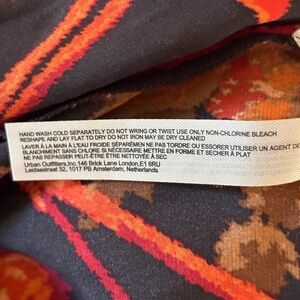 HAND WASH COLD SEPARATELY DO NOT WRING OR TWIST USE ONLY NON-CHLORINE BLEACH
RESHAPE AND LAY FLAT TO DRY DO NOT IRON MAY BE DRY CLEANED
LAVER À LA MAIN À L'EAU FROIDE SÉPARÉMEN NE PAS TORDRE OU ESSORER UTILISER UN AGENT DE
BLANCHIMENT SANS CHLORE SI NÉCESSAIRE METTRE EN FORME ET SÉCHER À PLAT
NE PAS REPASSER PEUT-ÊTRE ÊTRE NETTOYÉE À SEC
Urban Outfitters,Inc.146 Brick Lane London,E1 6RU
Leidsestraat 32, 1017 PB Amsterdam, Netherlands